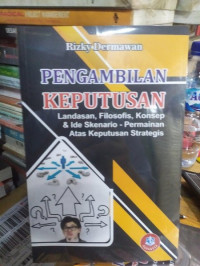 Rizky Dermawan
PENGAMBILAN
KEPUTUSAN
Landasan, Filosofis, Konsep
& Ide Skenario - Permainan
Atas Keputusan Strategis